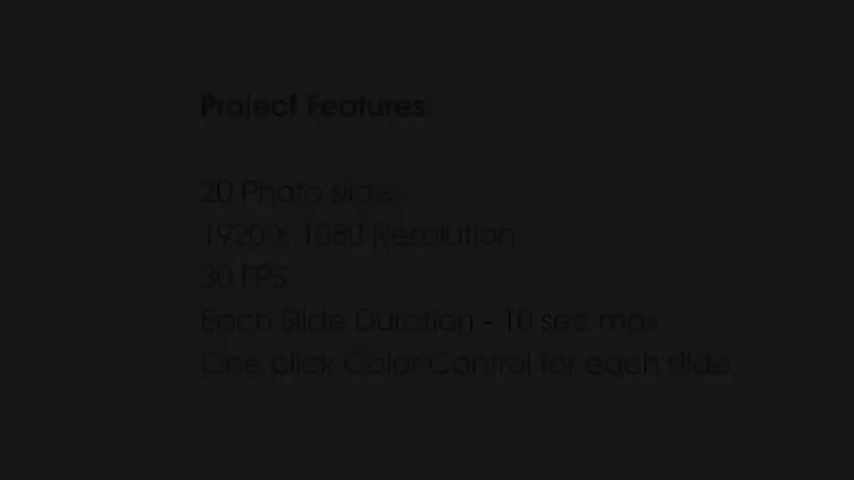 Project Features
20 Photo slides
1920 X 1080 Resolution
30 FPS
Each Slide Duration - 10 sec max
One click Color Control for each slide